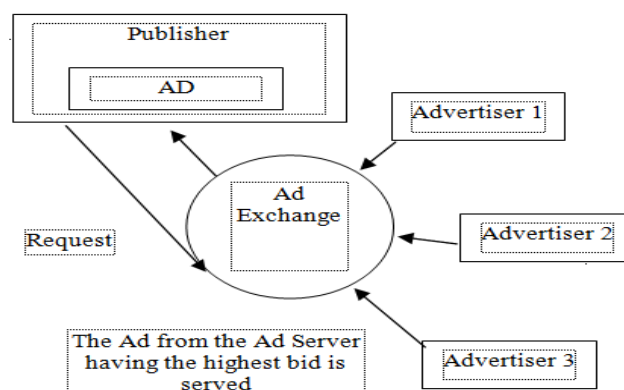 Publisher
AD
Advertiser 1
Ad
Exchange
Advertiser 2
Request
The Ad from the Ad Server
having the highest bid is
served
Advertiser 3